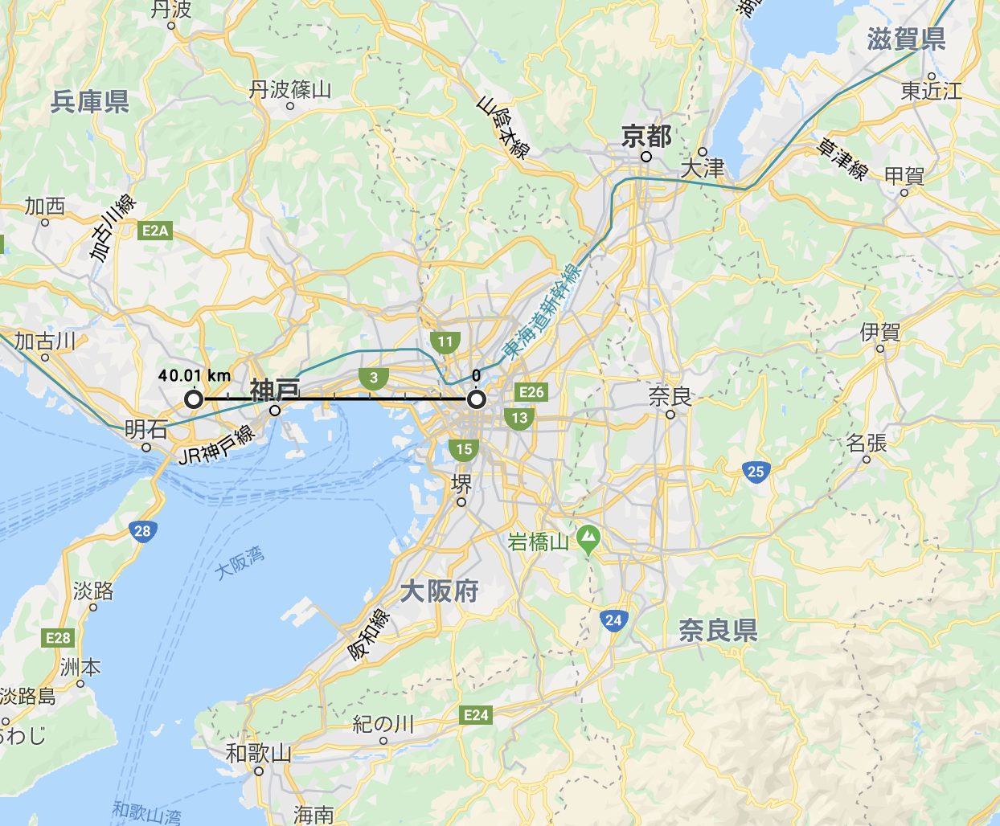 丹波
滋賀県
東近江
兵庫県
丹波篠山
山陰本線
京都
大津
草津線
甲賀
加西
加古川線
E2A
東海道新幹線
加古川
11
伊賀
40.01 km
神戸
3
0
E26
奈良
13
明石
JR神戸線
15
名張
25
堺
28
岩橋山
大阪湾
淡路
大阪府
24
奈良県
E28
阪和線
洲本
淡路島
E24
紀の川
わじ
和歌山
和歌山湾
海南